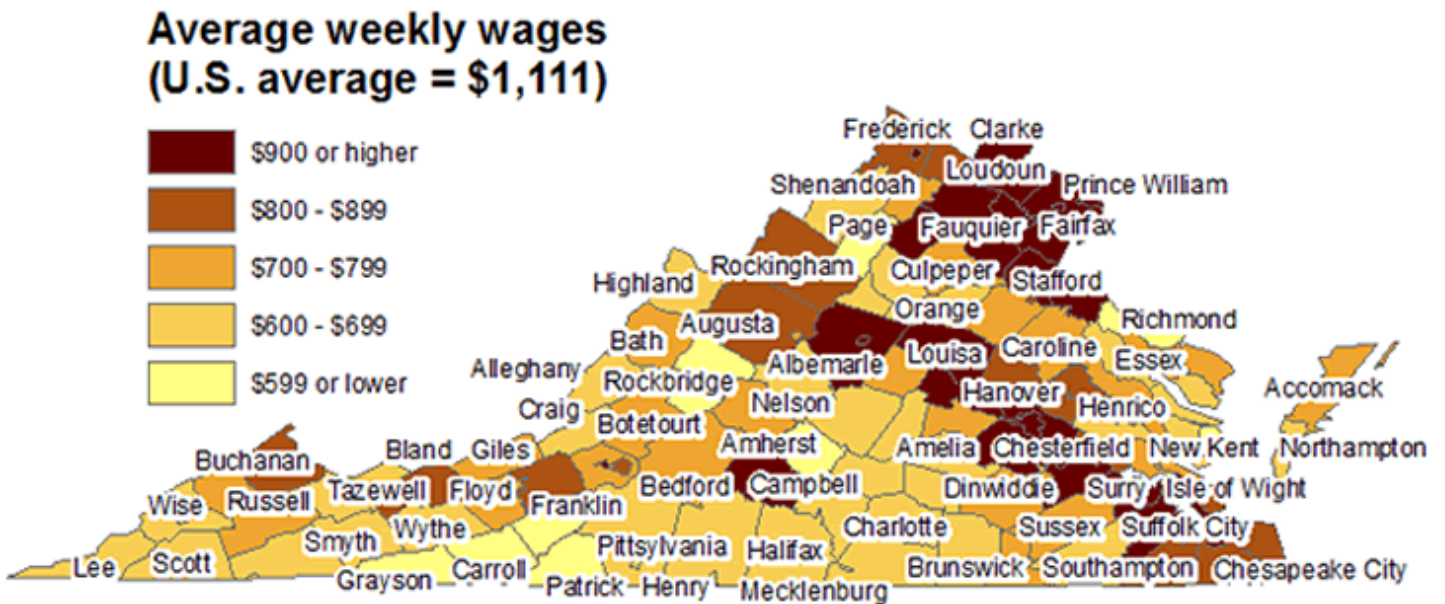 Average weekly wages
(U.S. average = $1,111)
$900 or higher
$800 - $899
$700 - $799
$600 - $699
$599 or lower
Frederick Clarke
Loudoun
Shenandoah Prince William
Page Fauquier Fairfax
Rockingham Culpeper
Highland Stafford
Orange
Augusta Richmond
Bath Albemarle Louisa Caroline Essex
Alleghany
Rockbridge Accomack
Craig Nelson Hanover Henrico
Botetourt
Bland Giles Amherst Amelia Chesterfield New Kent Northampton
Buchanan
Wise Russell Tazewell Floyd Franklin Bedford Campbell Dinwiddie Surry Isle of Wight
Wythe Charlotte Sussex Suffolk City
Smyth Pittsylvania Halifax
Lee Scott Grayson Carroll Brunswick Southampton Chesapeake City
Patrick Henry Mecklenburg